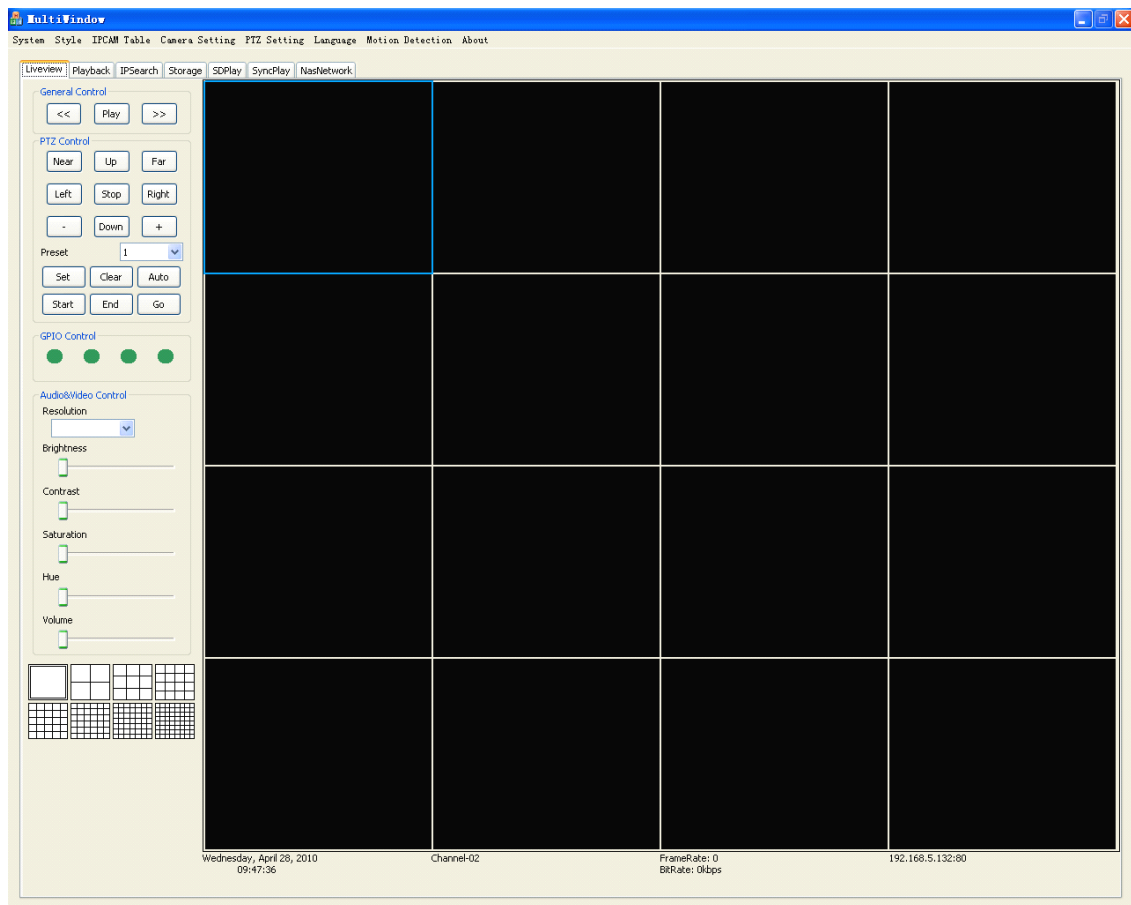 MultiWindow
System Style IPCAM Table Camera Setting PTZ Setting Language Motion Detection About
Liveview Playback IPSearch Storage SDPlay SyncPlay NasNetwork
General Control
<< Play >>
PTZ Control
Near Up Far
Left Stop Right
- Down +
Preset 1
Set Clear Auto
Start End Go
GPIO Control
Audio&Video Control
Resolution
Brightness
Contrast
Saturation
Hue
Volume
Wednesday, April 28, 2010 Channel-02 FrameRate: 0 192.168.5.132:80
09:47:36 BitRate: 0kbps